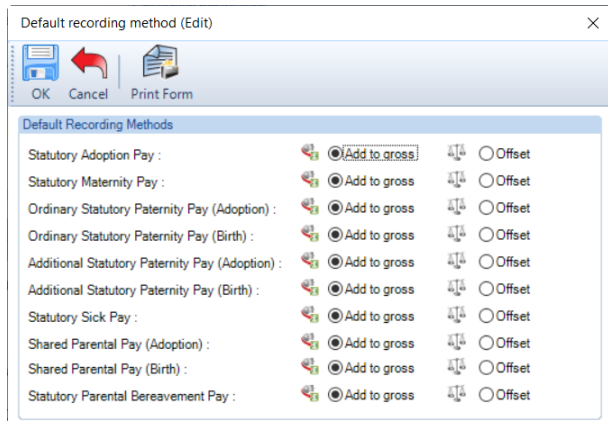 Default recording method (Edit)
OK Cancel Print Form
Default Recording Methods
Statutory Adoption Pay : Add to gross Offset
Statutory Maternity Pay : Add to gross Offset
Ordinary Statutory Paternity Pay (Adoption) : Add to gross Offset
Ordinary Statutory Paternity Pay (Birth) : Add to gross Offset
Additional Statutory Paternity Pay (Adoption) : Add to gross Offset
Additional Statutory Paternity Pay (Birth) : Add to gross Offset
Statutory Sick Pay : Add to gross Offset
Shared Parental Pay (Adoption) : Add to gross Offset
Shared Parental Pay (Birth) : Add to gross Offset
Statutory Parental Bereavement Pay : Add to gross Offset